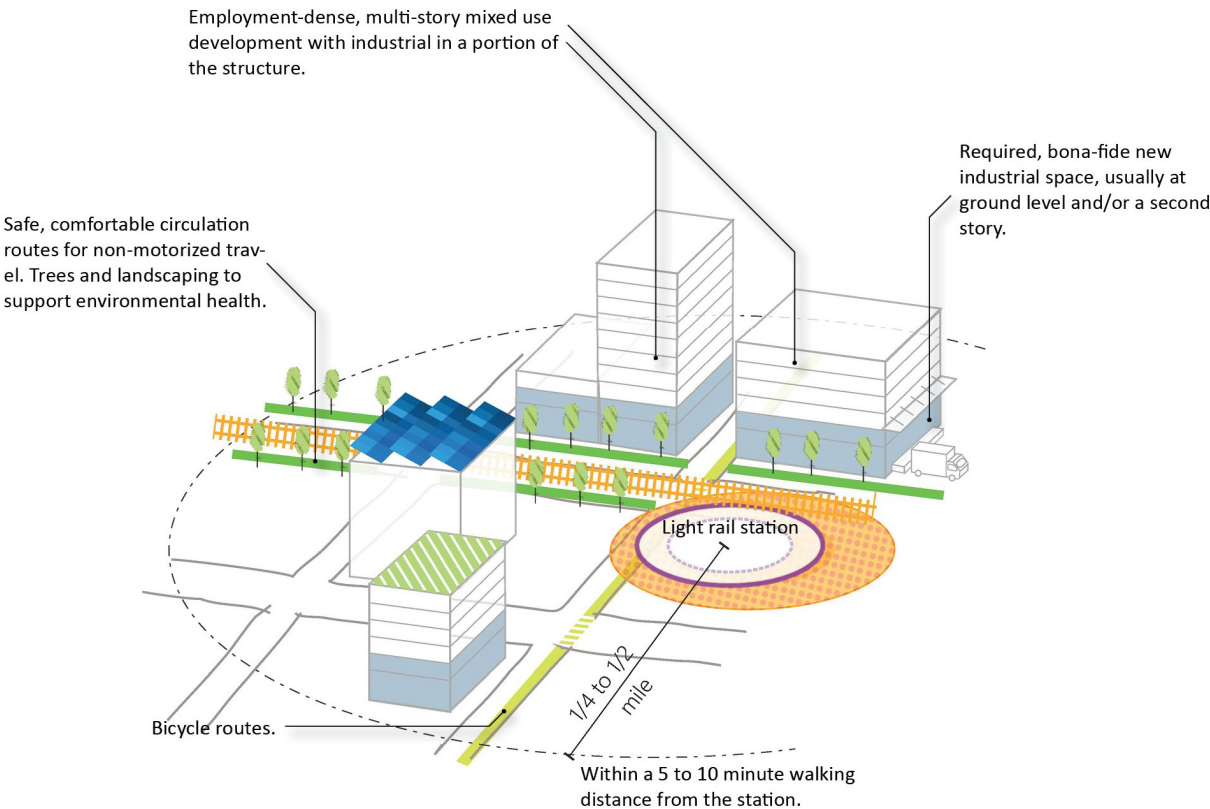 Employment-dense, multi-story mixed use
development with industrial in a portion of
the structure.
Required, bona-fide new
industrial space, usually at
ground level and/or a second
story.
Safe, comfortable circulation
routes for non-motorized trav-
el. Trees and landscaping to
support environmental health.
Light rail station
1/4 to 1/2
mile
Bicycle routes.
Within a 5 to 10 minute walking
distance from the station.